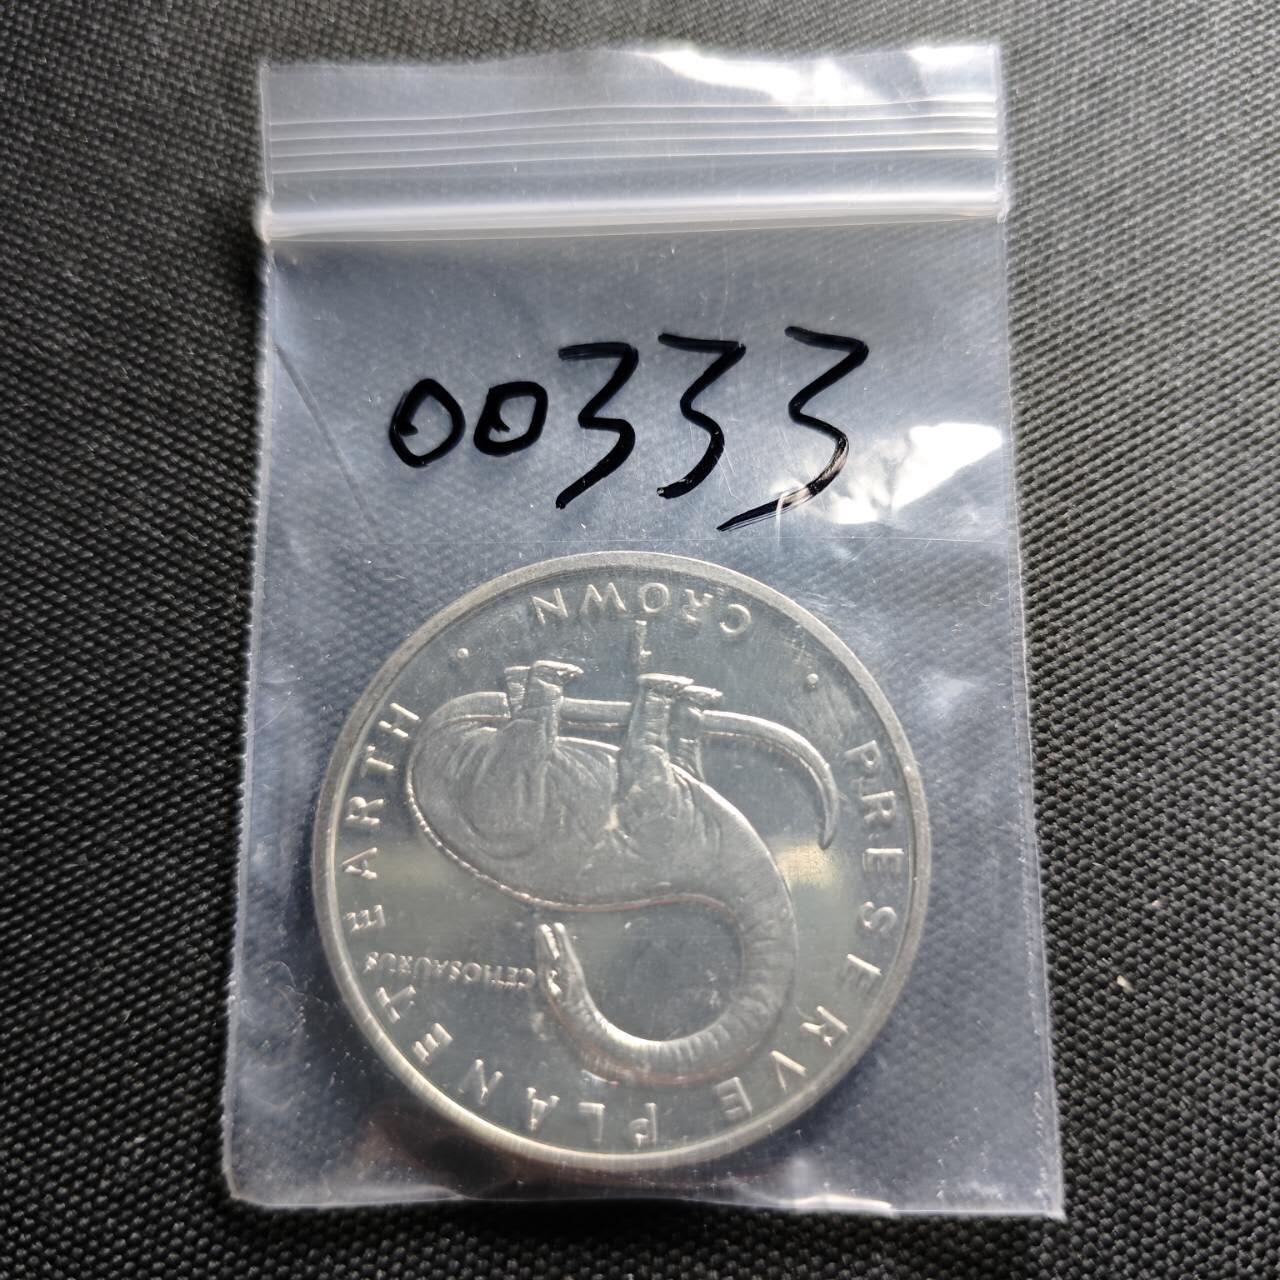 00333
PRESERVE PLANET EARTH
CETIOSAURUS
1
CROWN